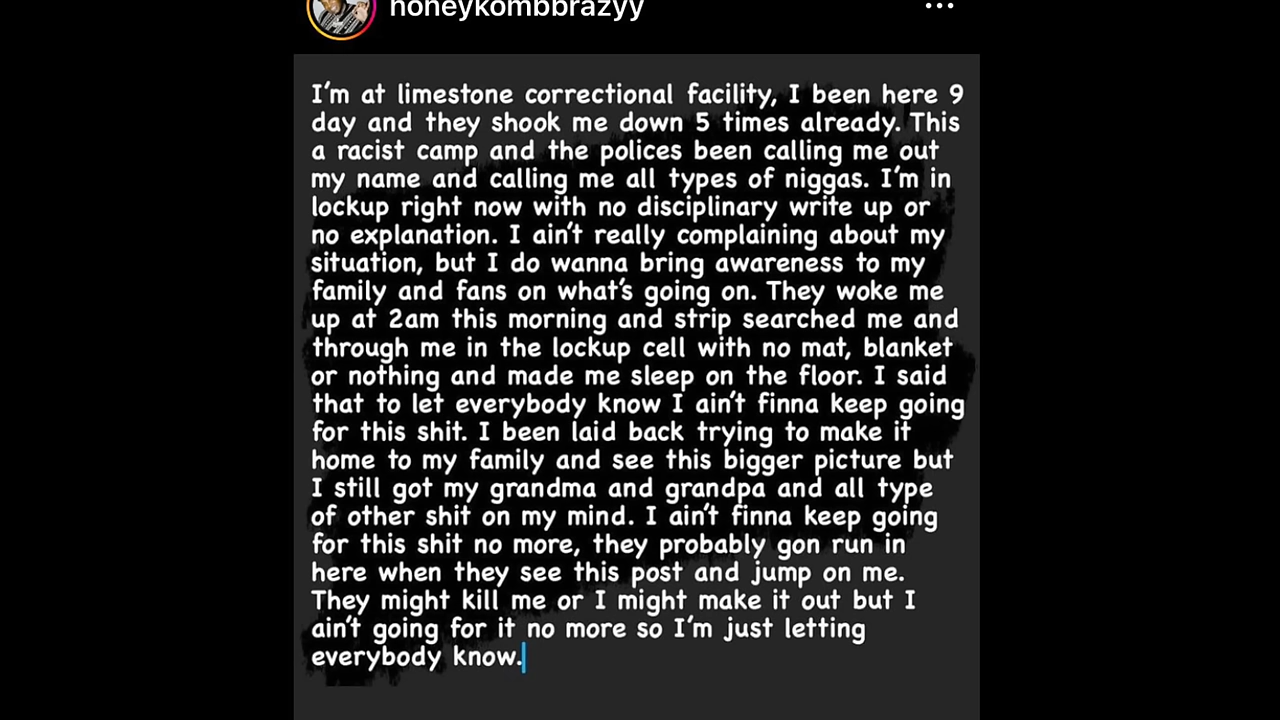 honeykombbrazyy
I'm at limestone correctional facility, I been here 9
day and they shook me down 5 times already. This
a racist camp and the polices been calling me out
my name and calling me all types of niggas. I'm in
lockup right now with no disciplinary write up or
no explanation. I ain't really complaining about my
situation, but I do wanna bring awareness to my
family and fans on what's going on. They woke me
up at 2am this morning and strip searched me and
through me in the lockup cell with no mat, blanket
or nothing and made me sleep on the floor. I said
that to let everybody know I ain't finna keep going
for this shit. I been laid back trying to make it
home to my family and see this bigger picture but
I still got my grandma and grandpa and all type
of other shit on my mind. I ain't finna keep going
for this shit no more, they probably gon run in
here when they see this post and jump on me.
They might kill me or I might make it out but I
ain't going for it no more so I'm just letting
everybody know.